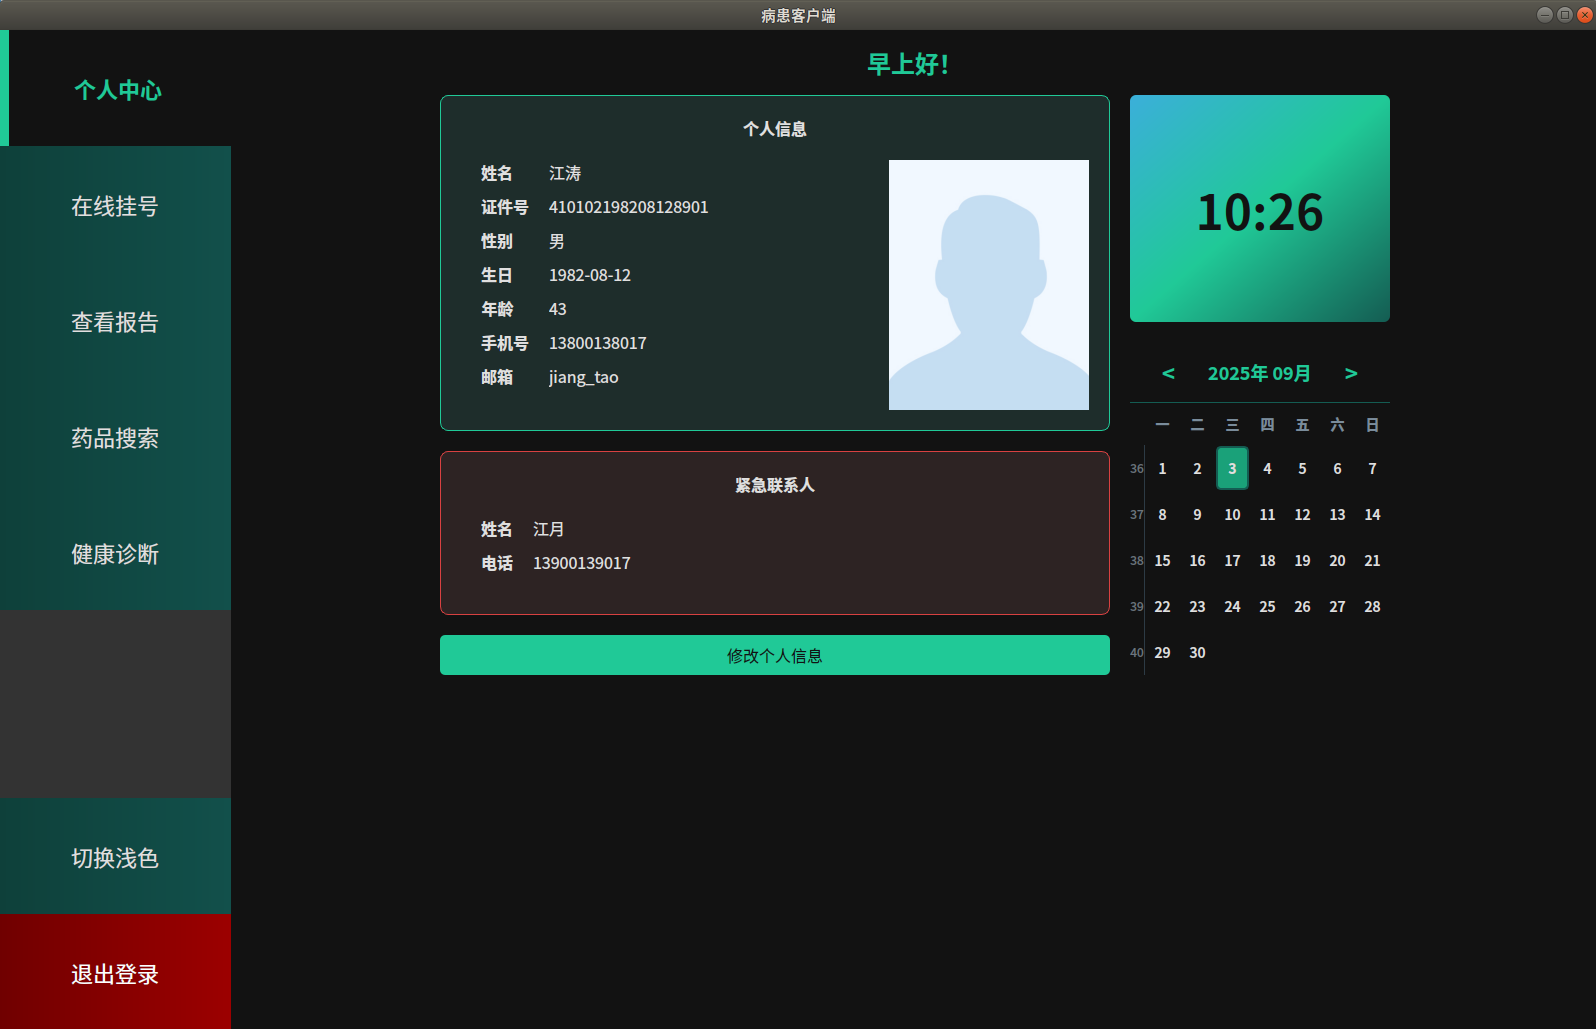 病患客户端
个人中心
在线挂号
查看报告
药品搜索
健康诊断
切换浅色
退出登录
早上好!
个人信息
姓名 江涛
证件号 410102198208128901
性别 男
生日 1982-08-12
年龄 43
手机号 13800138017
邮箱 jiang_tao
紧急联系人
姓名 江月
电话 13900139017
修改个人信息
10:26
< 2025年 09月 >
一 二 三 四 五 六 日
36 1 2 3 4 5 6 7
37 8 9 10 11 12 13 14
38 15 16 17 18 19 20 21
39 22 23 24 25 26 27 28
40 29 30